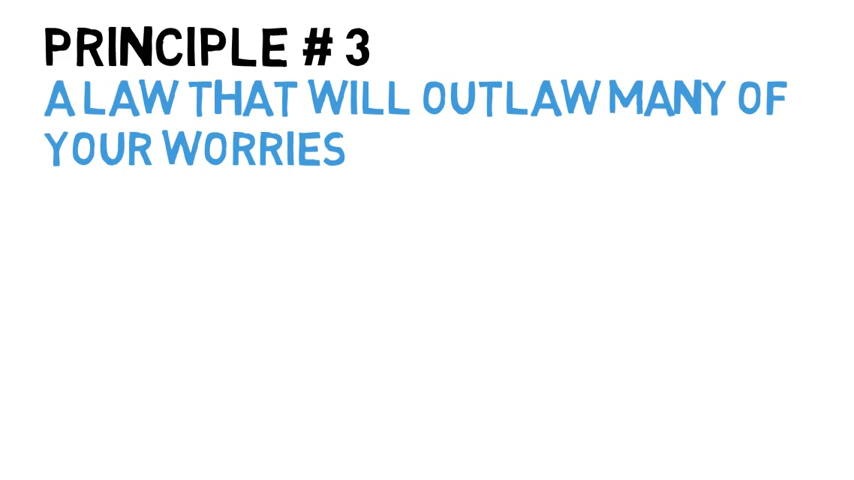 PRINCIPLE # 3
A LAW THAT WILL OUTLAW MANY OF
YOUR WORRIES